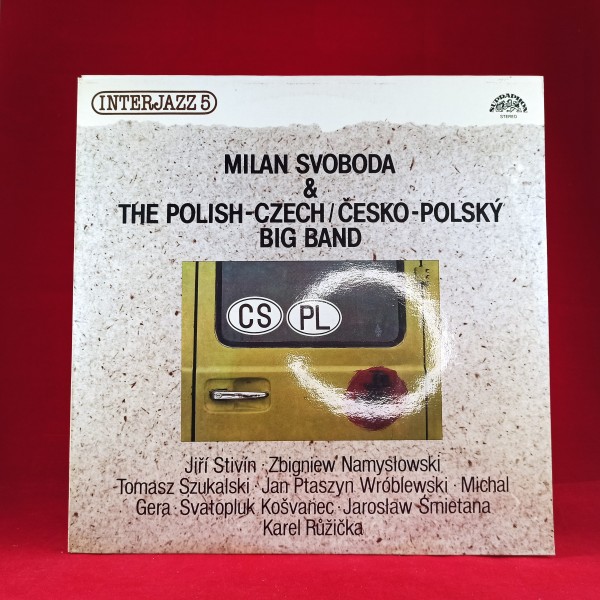 INTERJAZZ 5
SUPRAPHON
STEREO
MILAN SVOBODA
&
THE POLISH-CZECH/ČESKO-POLSKÝ
BIG BAND
CS PL
Jiří Stivín · Zbigniew Namysłowski
Tomasz Szukalski · Jan Ptaszyn Wróblewski · Michal
Gera · Svatopluk Košvanec · Jarosław Śmietana
Karel Růžička